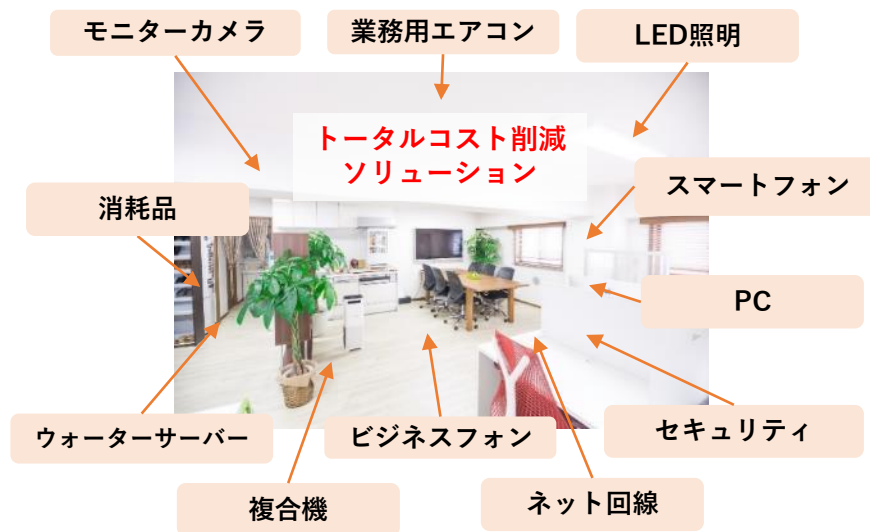 モニターカメラ
業務用エアコン
LED照明
トータルコスト削減
ソリューション
スマートフォン
消耗品
PC
ウォーターサーバー
ビジネスフォン
セキュリティ
複合機
ネット回線